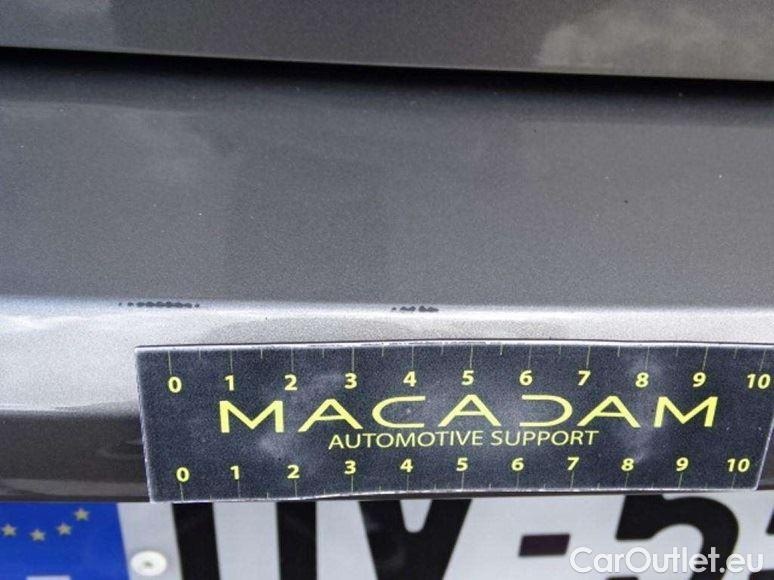 0 1 2 3 4 5 6 7 8 9 10
MACADAM
AUTOMOTIVE SUPPORT
0 1 2 3 4 5 6 7 8 9 10
CarOutlet.eu